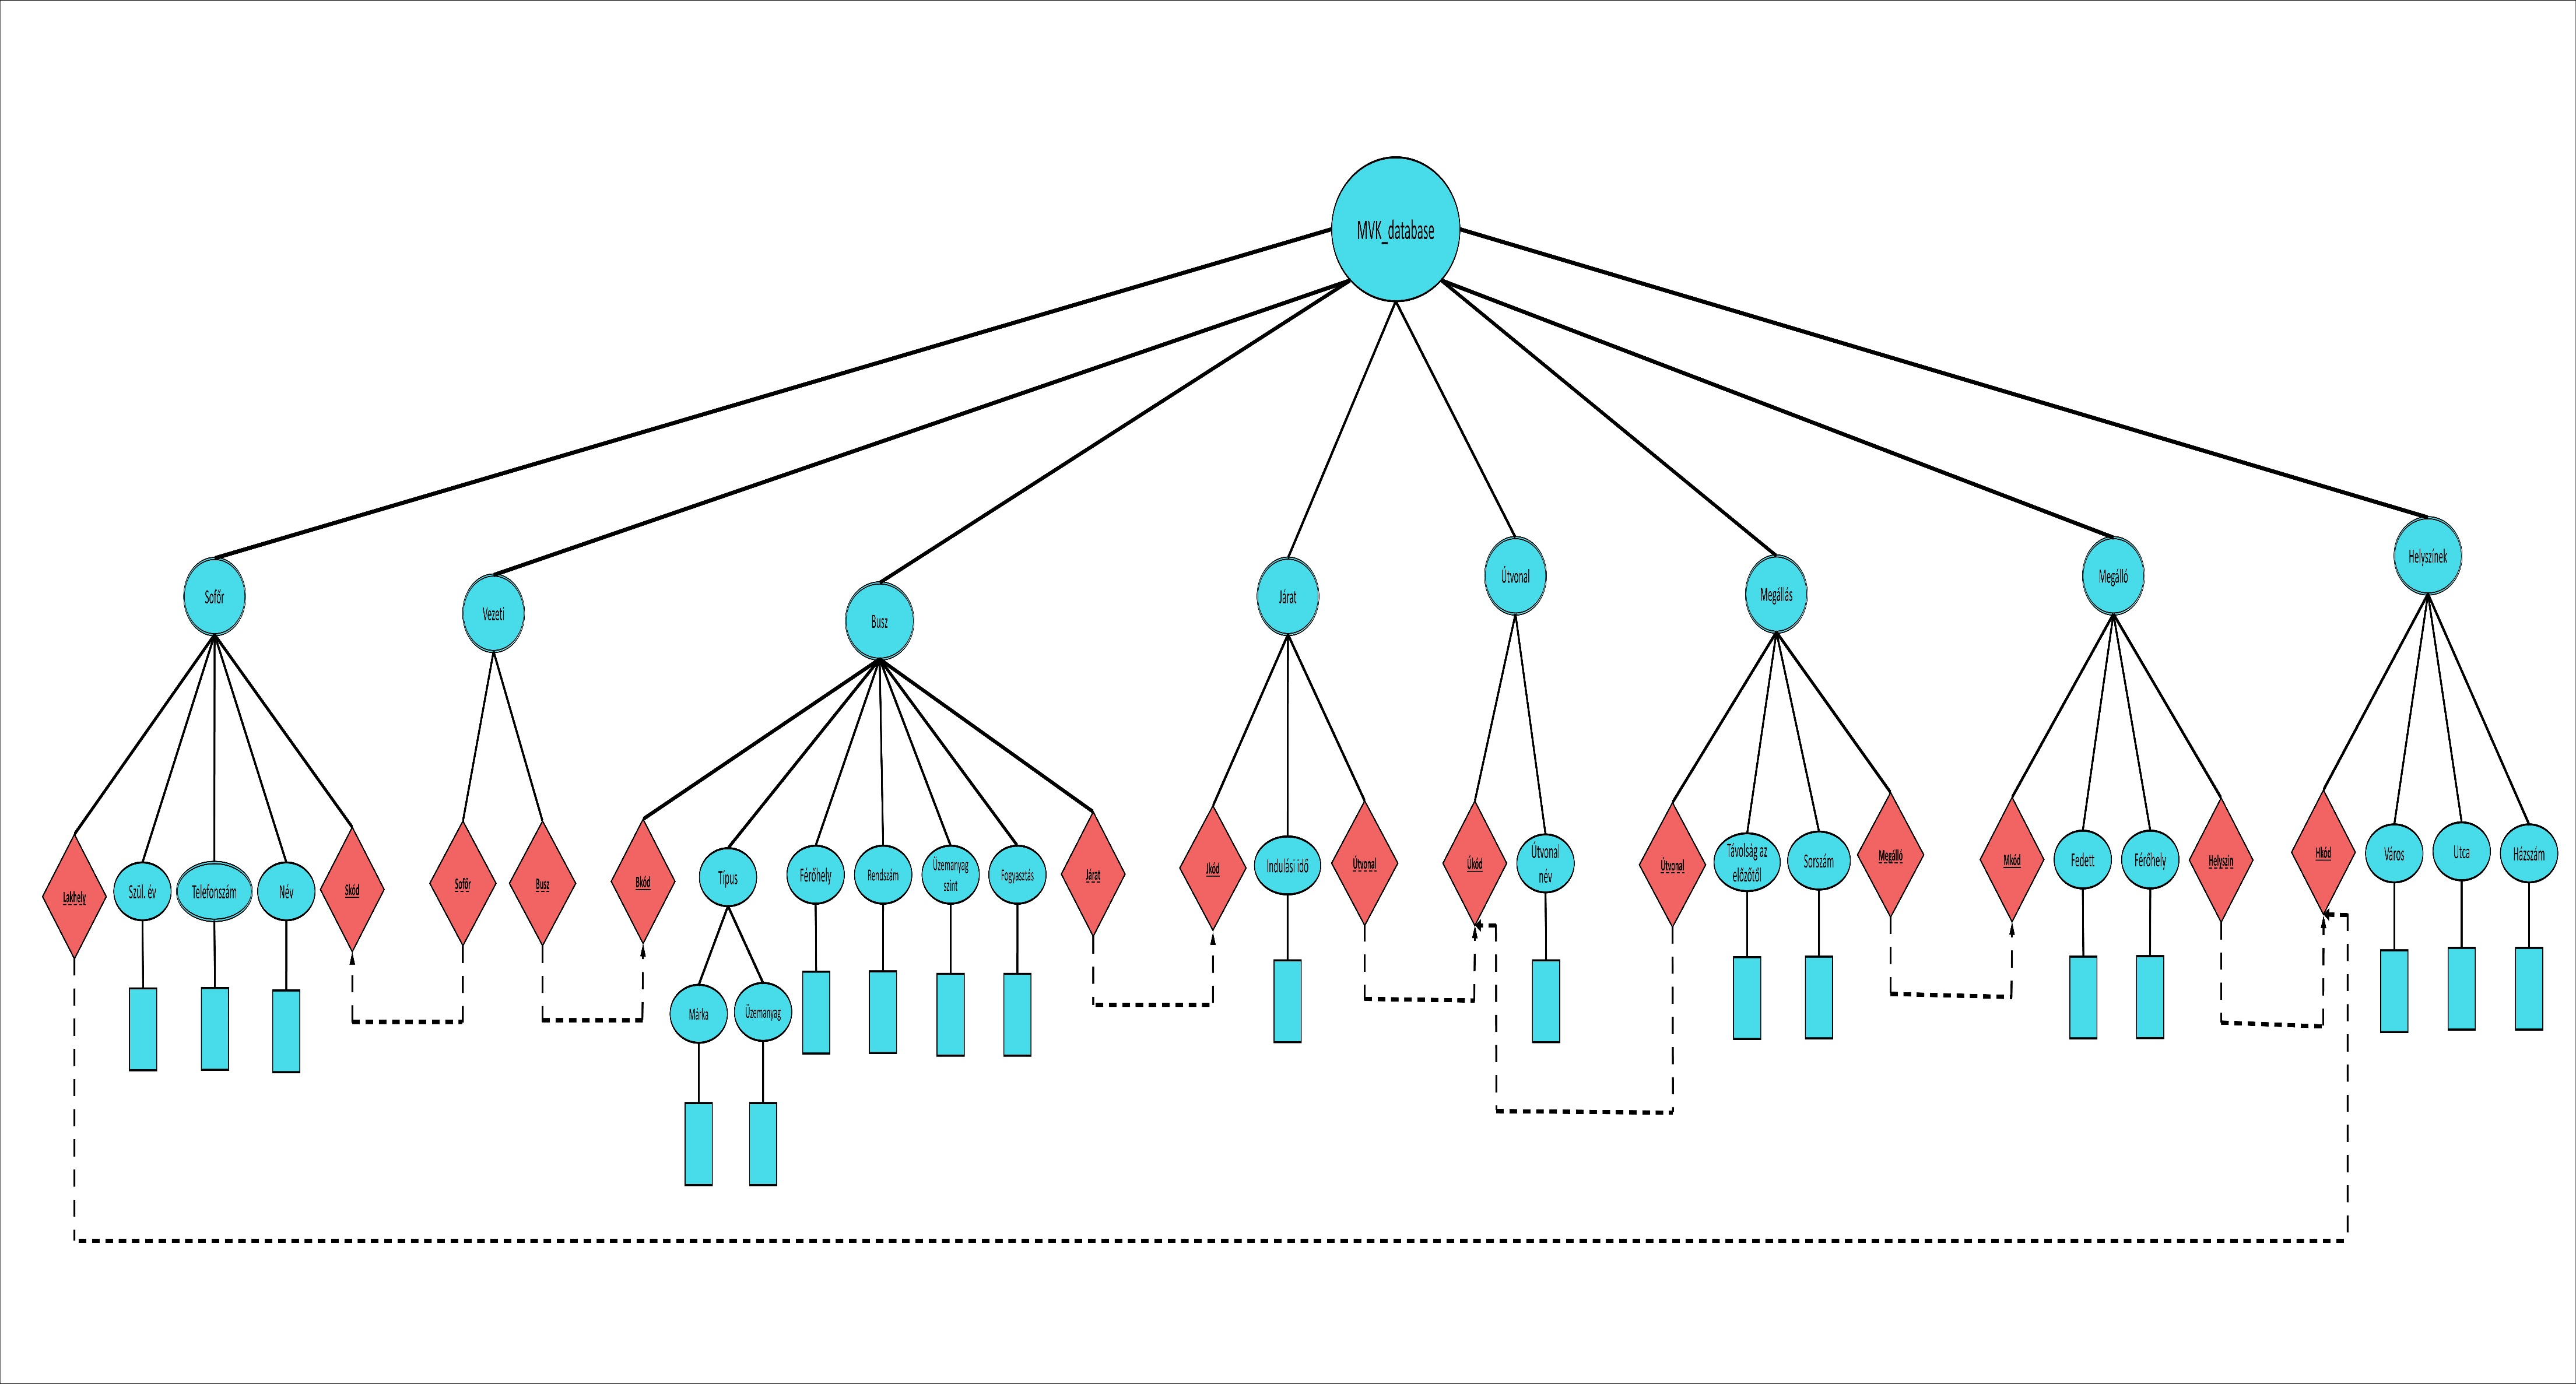 MVK_database
Sofőr
Vezeti
Busz
Járat
Útvonal
Megállás
Megálló
Helyszínek
Lakhely
Szül. év
Telefonszám
Név
Skód
Sofőr
Busz
Bkód
Típus
Férőhely
Rendszám
Üzemanyag
szint
Fogyasztás
Járat
Jkód
Indulási idő
Útvonal
Úkód
Útvonal
név
Útvonal
Távolság az
előzőtől
Sorszám
Megálló
Mkód
Fedett
Férőhely
Helyszín
Hkód
Város
Utca
Házszám
Márka
Üzemanyag